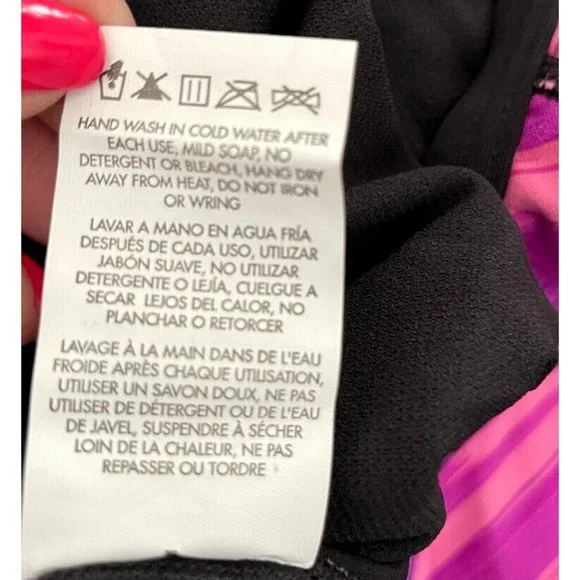 HAND WASH IN COLD WATER AFTER
EACH USE, MILD SOAP, NO
DETERGENT OR BLEACH, HANG DRY
AWAY FROM HEAT, DO NOT IRON
OR WRING
LAVAR A MANO EN AGUA FRÍA
DESPUÉS DE CADA USO, UTILIZAR
JABÓN SUAVE, NO UTILIZAR
DETERGENTE O LEJÍA, CUELGUE A
SECAR LEJOS DEL CALOR, NO
PLANCHAR O RETORCER
LAVAGE À LA MAIN DANS DE L'EAU
FROIDE APRÈS CHAQUE UTILISATION,
UTILISER UN SAVON DOUX, NE PAS
UTILISER DE DÉTERGENT OU DE L'EAU
DE JAVEL, SUSPENDRE À SÉCHER
LOIN DE LA CHALEUR, NE PAS
REPASSER OU TORDRE